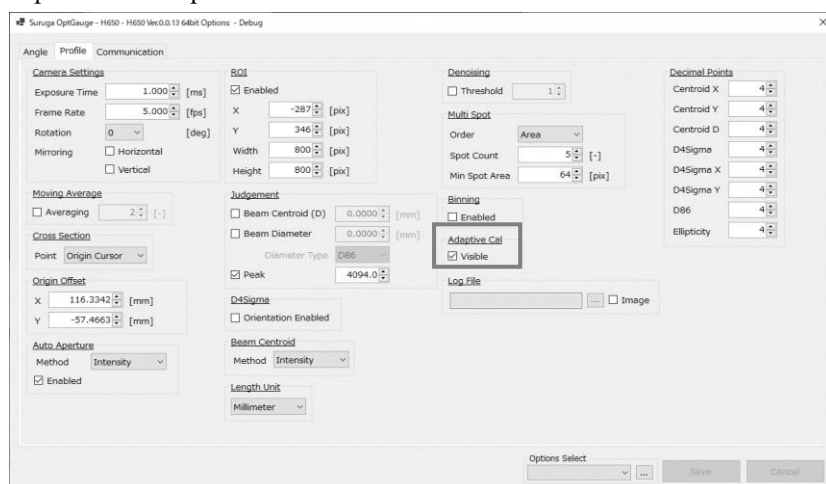 Suruga OptGauge - H650 - H650 Ver.0.0.13 64bit Options - Debug
Angle Profile Communication
Camera Settings
Exposure Time 1.000 [ms]
Frame Rate 5.000 [fps]
Rotation 0 [deg]
Mirroring Horizontal
Vertical
Moving Average
Averaging 2 [-]
Cross Section
Point Origin Cursor
Origin Offset
X 116.3342 [mm]
Y -57.4663 [mm]
Auto Aperture
Method Intensity
Enabled
ROI
Enabled
X -287 [pix]
Y 346 [pix]
Width 800 [pix]
Height 800 [pix]
Judgement
Beam Centroid (D) 0.0000 [mm]
Beam Diameter 0.0000 [mm]
Diameter Type D86
Peak 4094.0
D4Sigma
Orientation Enabled
Beam Centroid
Method Intensity
Length Unit
Millimeter
Denoising
Threshold 1
Multi Spot
Order Area
Spot Count 5 [-]
Min Spot Area 64 [pix]
Binning
Enabled
Adaptive Cal
Visible
Log File
... Image
Decimal Points
Centroid X 4
Centroid Y 4
Centroid D 4
D4Sigma 4
D4Sigma X 4
D4Sigma Y 4
D86 4
Ellipticity 4
Options Select
... Save Cancel